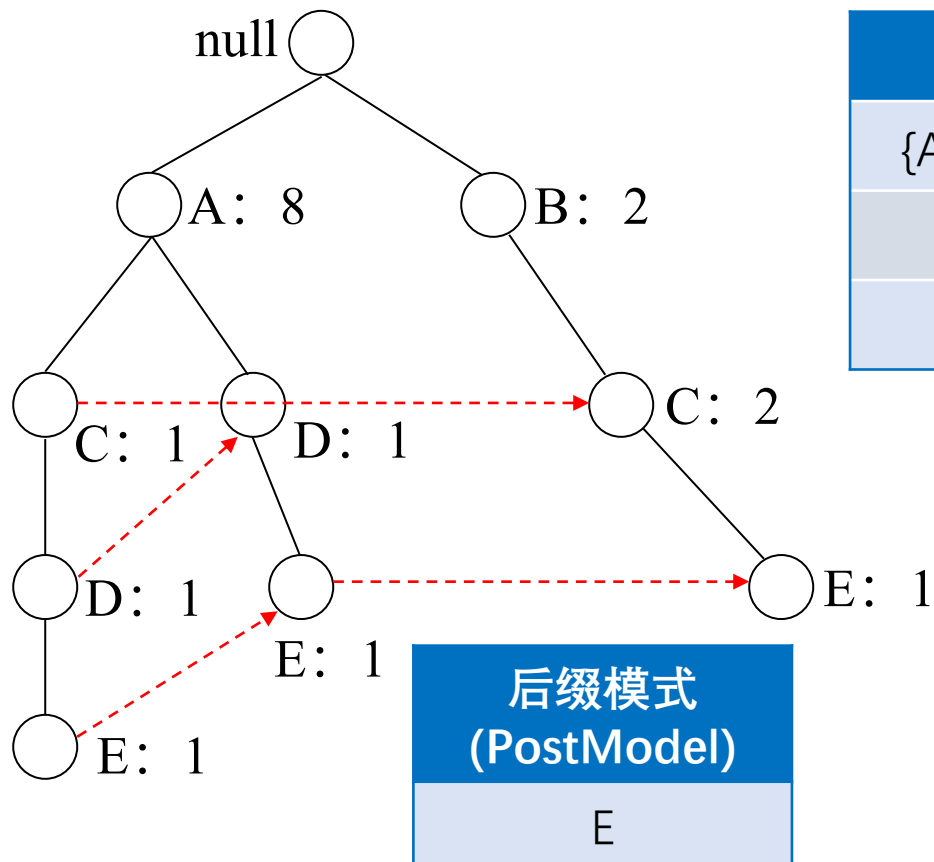 null
A：8
B：2
{A
C：1
D：1
C：2
D：1
E：1
E：1
E：1
后缀模式
(PostModel)
E